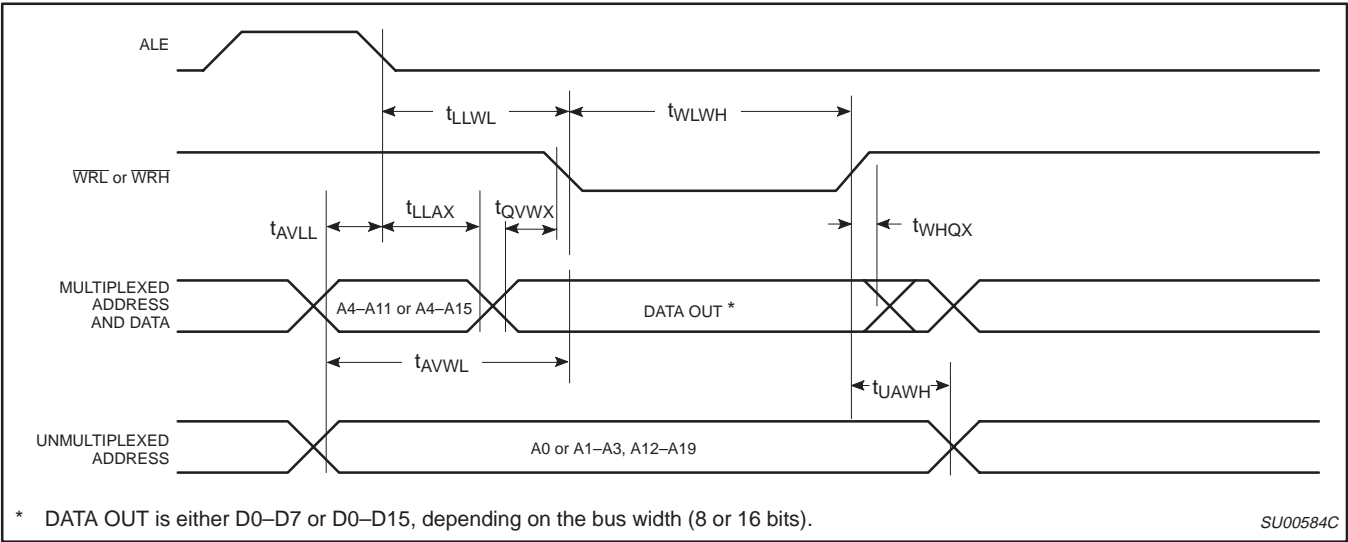 ALE
tLLWL
tWLWH
WRL or WRH
tAVLL
tLLAX
tQVWX
tWHQX
MULTIPLEXED
ADDRESS
AND DATA
A4–A11 or A4–A15
DATA OUT *
tAVWL
tUAWH
UNMULTIPLEXED
ADDRESS
A0 or A1–A3, A12–A19
* DATA OUT is either D0–D7 or D0–D15, depending on the bus width (8 or 16 bits).
SU00584C